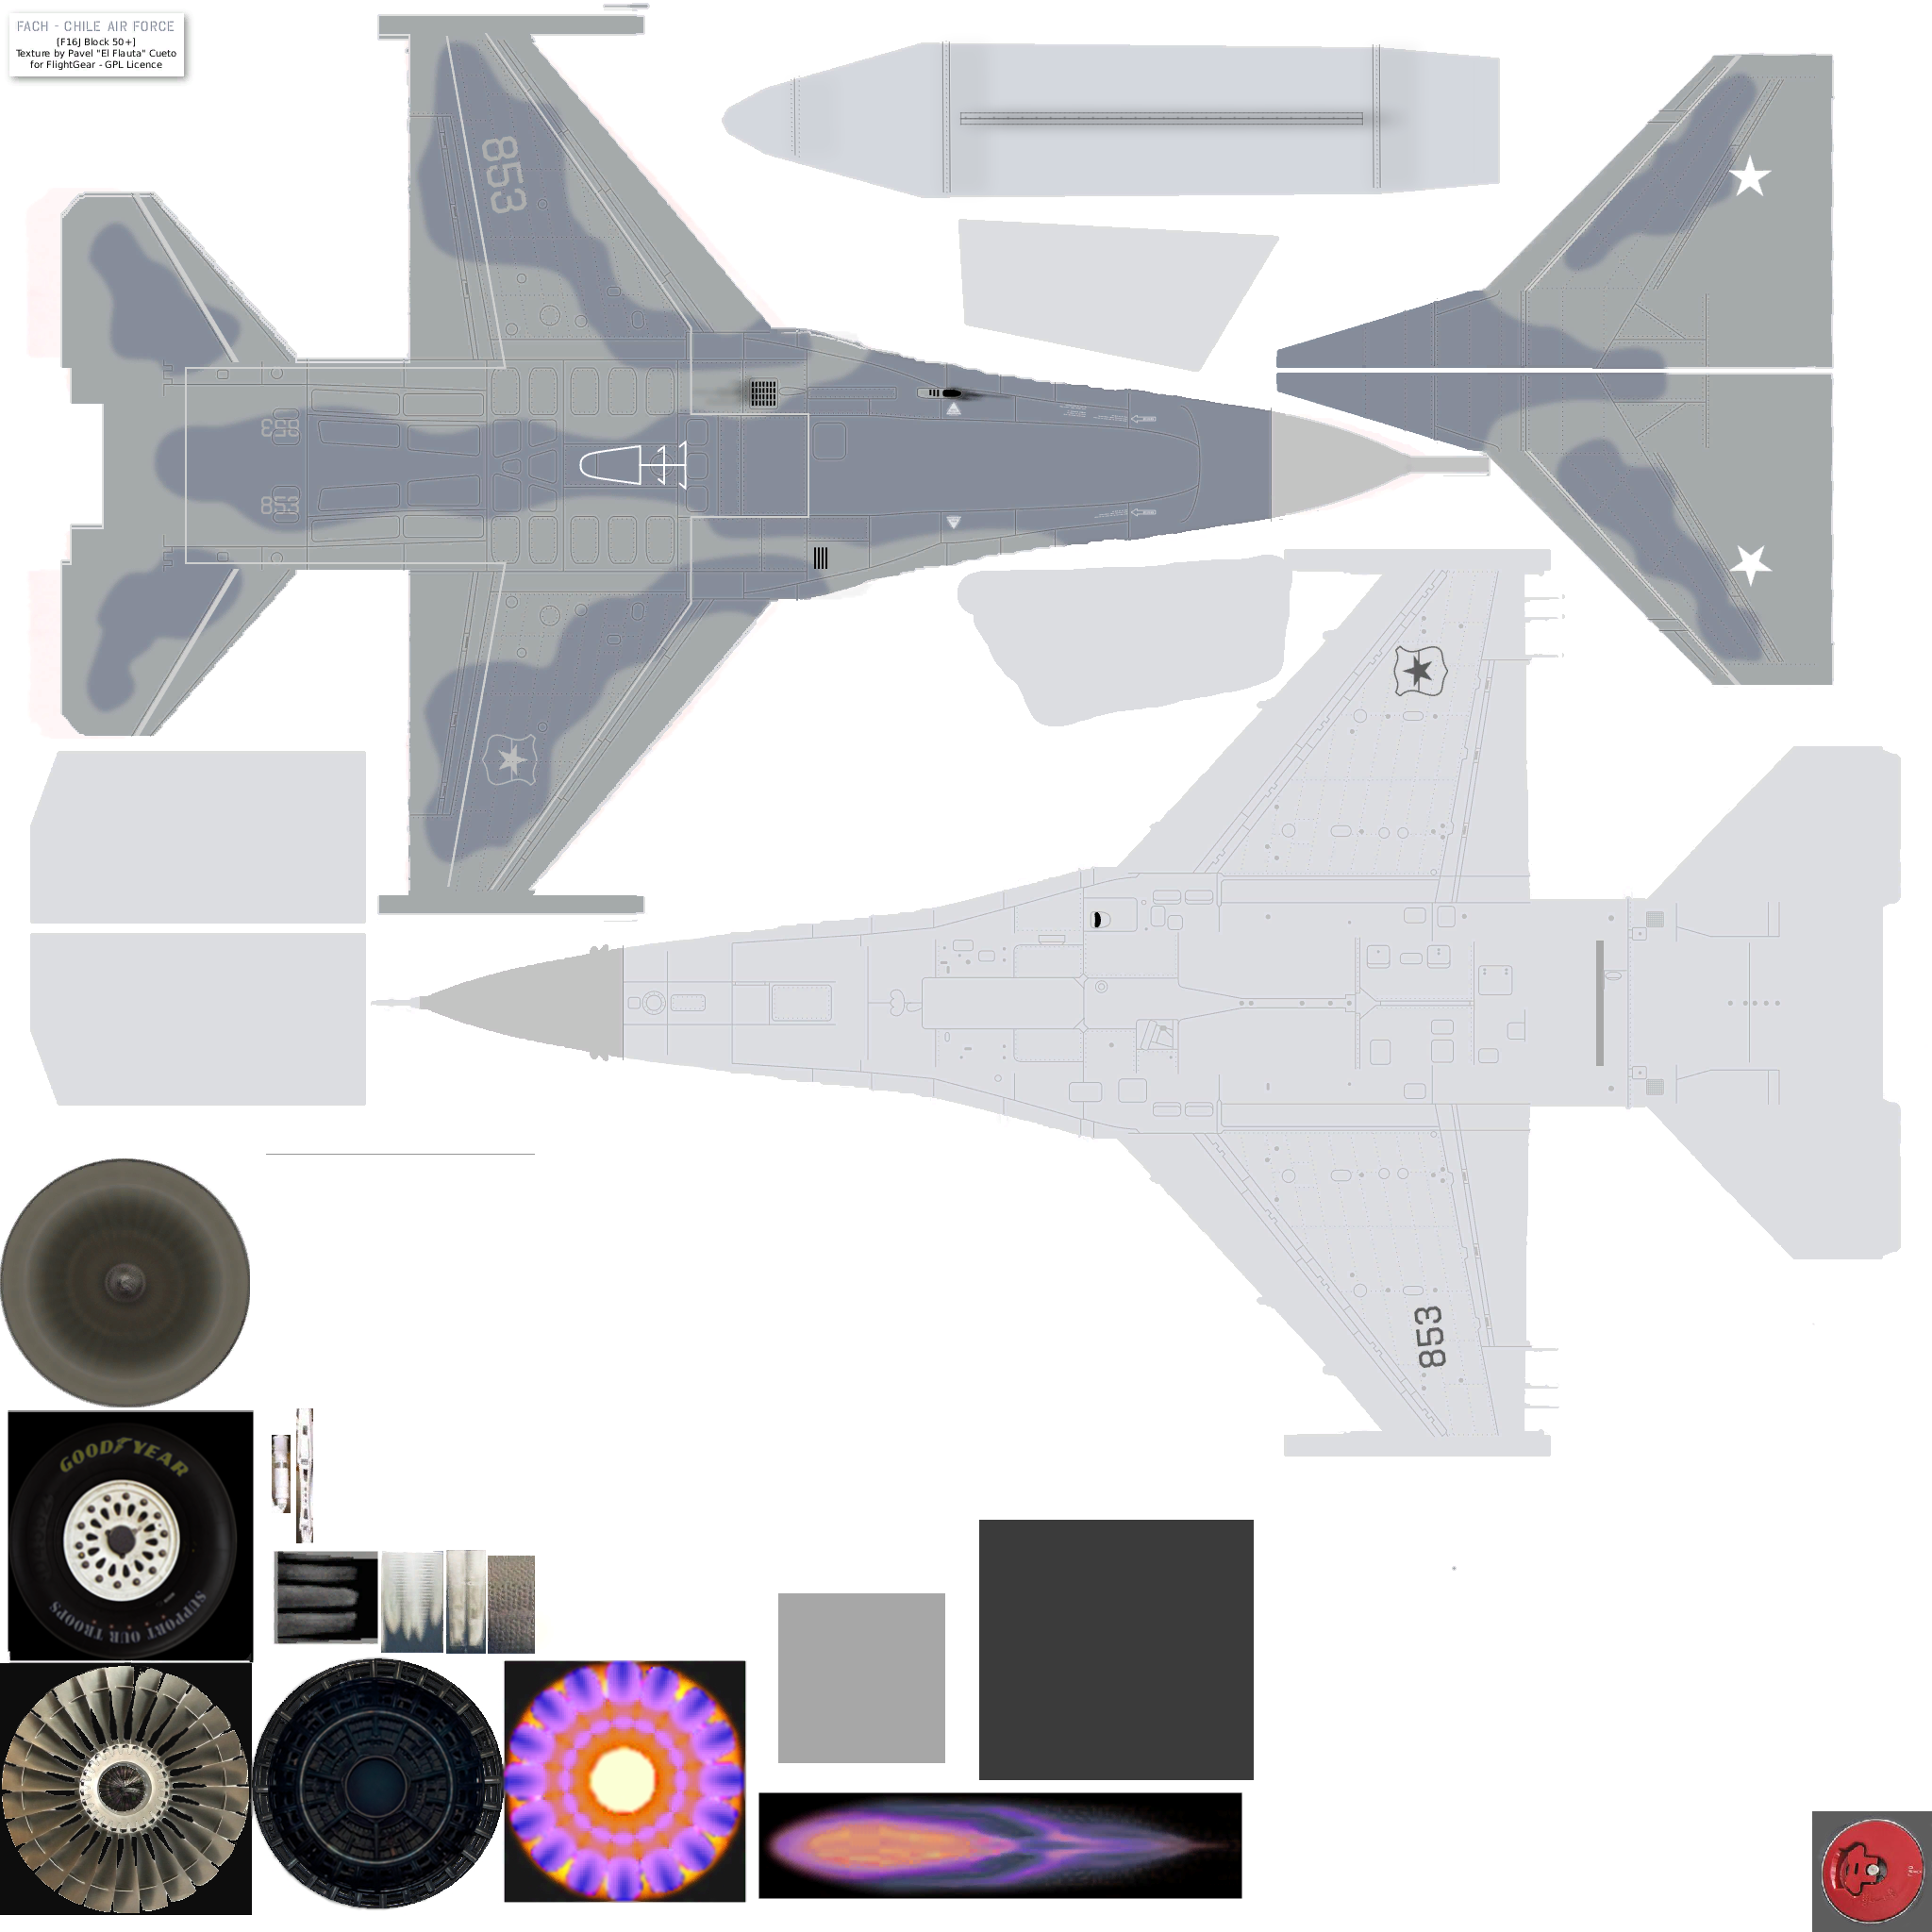 FACH - CHILE AIR FORCE
[F16J Block 50+]
Texture by Pavel "El Flauta" Cueto
for FlightGear - GPL Licence
853
853
853
853
GOODYEAR
SUPPORT OUR TROOPS